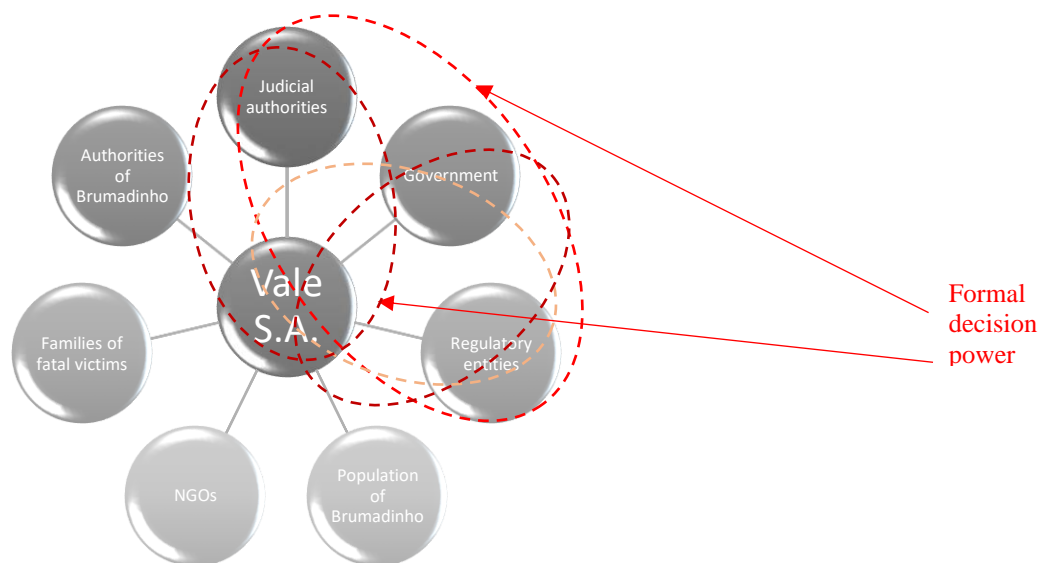 Judicial
authorities
Authorities
of
Brumadinho
Government
Vale
S.A.
Formal
decision
power
Families of
fatal victims
Regulatory
entities
NGOs
Population
of
Brumadinho